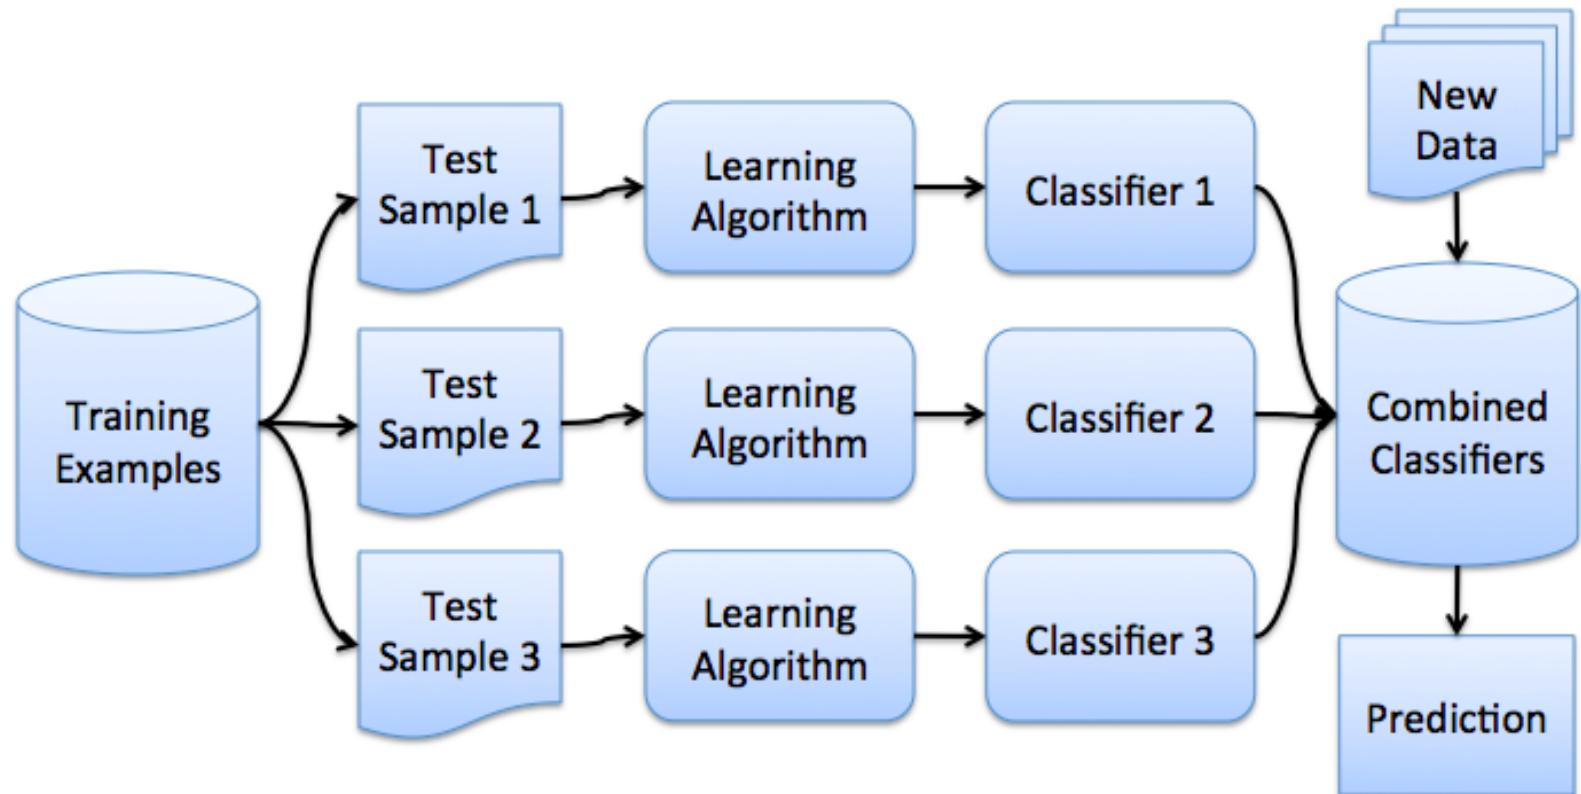 Training
Examples
Test
Sample 1
Learning
Algorithm
Classifier 1
Test
Sample 2
Learning
Algorithm
Classifier 2
Test
Sample 3
Learning
Algorithm
Classifier 3
New
Data
Combined
Classifiers
Prediction